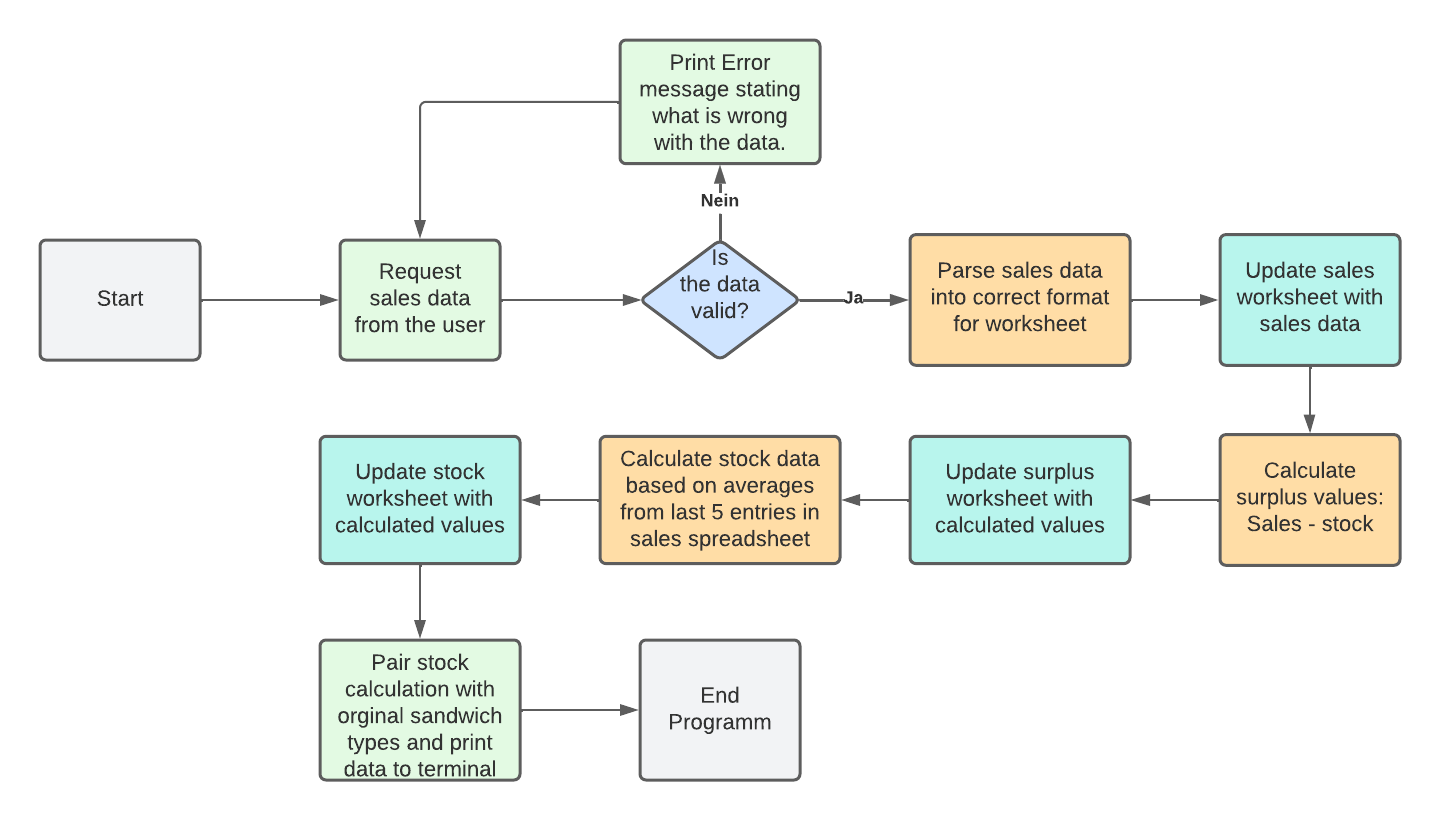 Print Error
message stating
what is wrong
with the data.
Nein
Start
Request
sales data
from the user
Is
the data
valid?
Ja
Parse sales data
into correct format
for worksheet
Update sales
worksheet with
sales data
Update stock
worksheet with
calculated values
Calculate stock data
based on averages
from last 5 entries in
sales spreadsheet
Update surplus
worksheet with
calculated values
Calculate
surplus values:
Sales - stock
Pair stock
calculation with
orginal sandwich
types and print
data to terminal
End
Programm